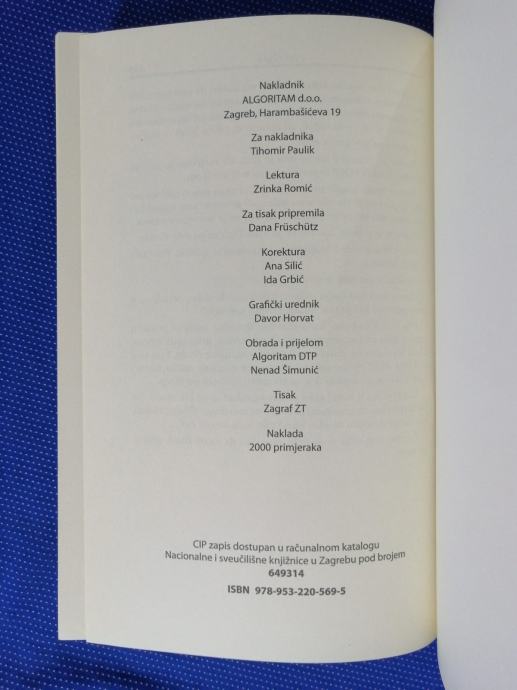 Nakladnik
ALGORITAM d.o.o.
Zagreb, Harambašićeva 19
Za nakladnika
Tihomir Paulik
Lektura
Zrinka Romić
Za tisak pripremila
Dana Früschütz
Korektura
Ana Silić
Ida Grbić
Grafički urednik
Davor Horvat
Obrada i prijelom
Algoritam DTP
Nenad Šimunić
Tisak
Zagraf ZT
Naklada
2000 primjeraka
CIP zapis dostupan u računalnom katalogu
Nacionalne i sveučilišne knjižnice u Zagrebu pod brojem
649314
ISBN 978-953-220-569-5